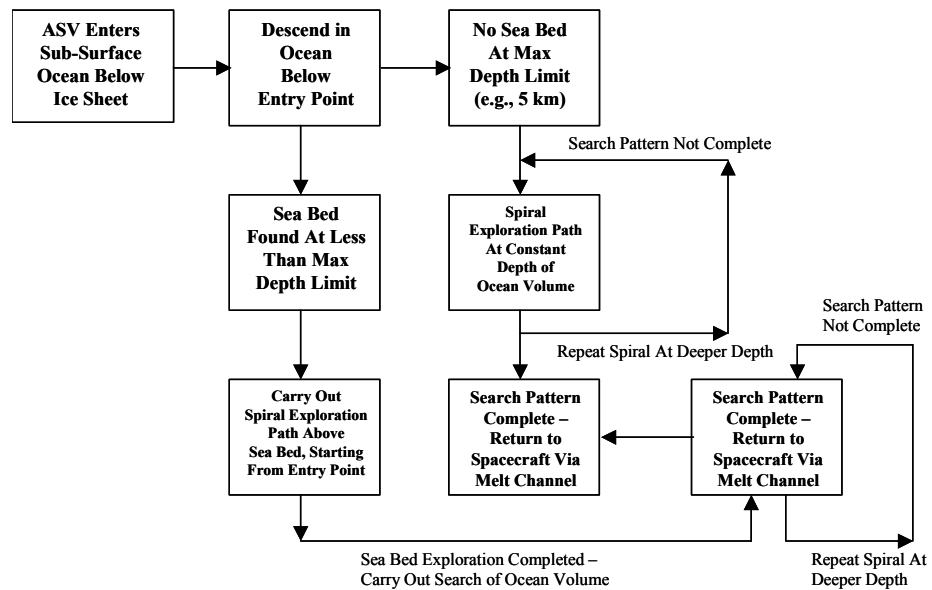 ASV Enters
Sub-Surface
Ocean Below
Ice Sheet
Descend in
Ocean
Below
Entry Point
No Sea Bed
At Max
Depth Limit
(e.g., 5 km)
Search Pattern Not Complete
Sea Bed
Found At Less
Than Max
Depth Limit
Spiral
Exploration Path
At Constant
Depth of
Ocean Volume
Search Pattern
Not Complete
Repeat Spiral At Deeper Depth
Carry Out
Spiral Exploration
Path Above
Sea Bed, Starting
From Entry Point
Search Pattern
Complete –
Return to
Spacecraft Via
Melt Channel
Search Pattern
Complete –
Return to
Spacecraft Via
Melt Channel
Sea Bed Exploration Completed –
Carry Out Search of Ocean Volume
Repeat Spiral At
Deeper Depth